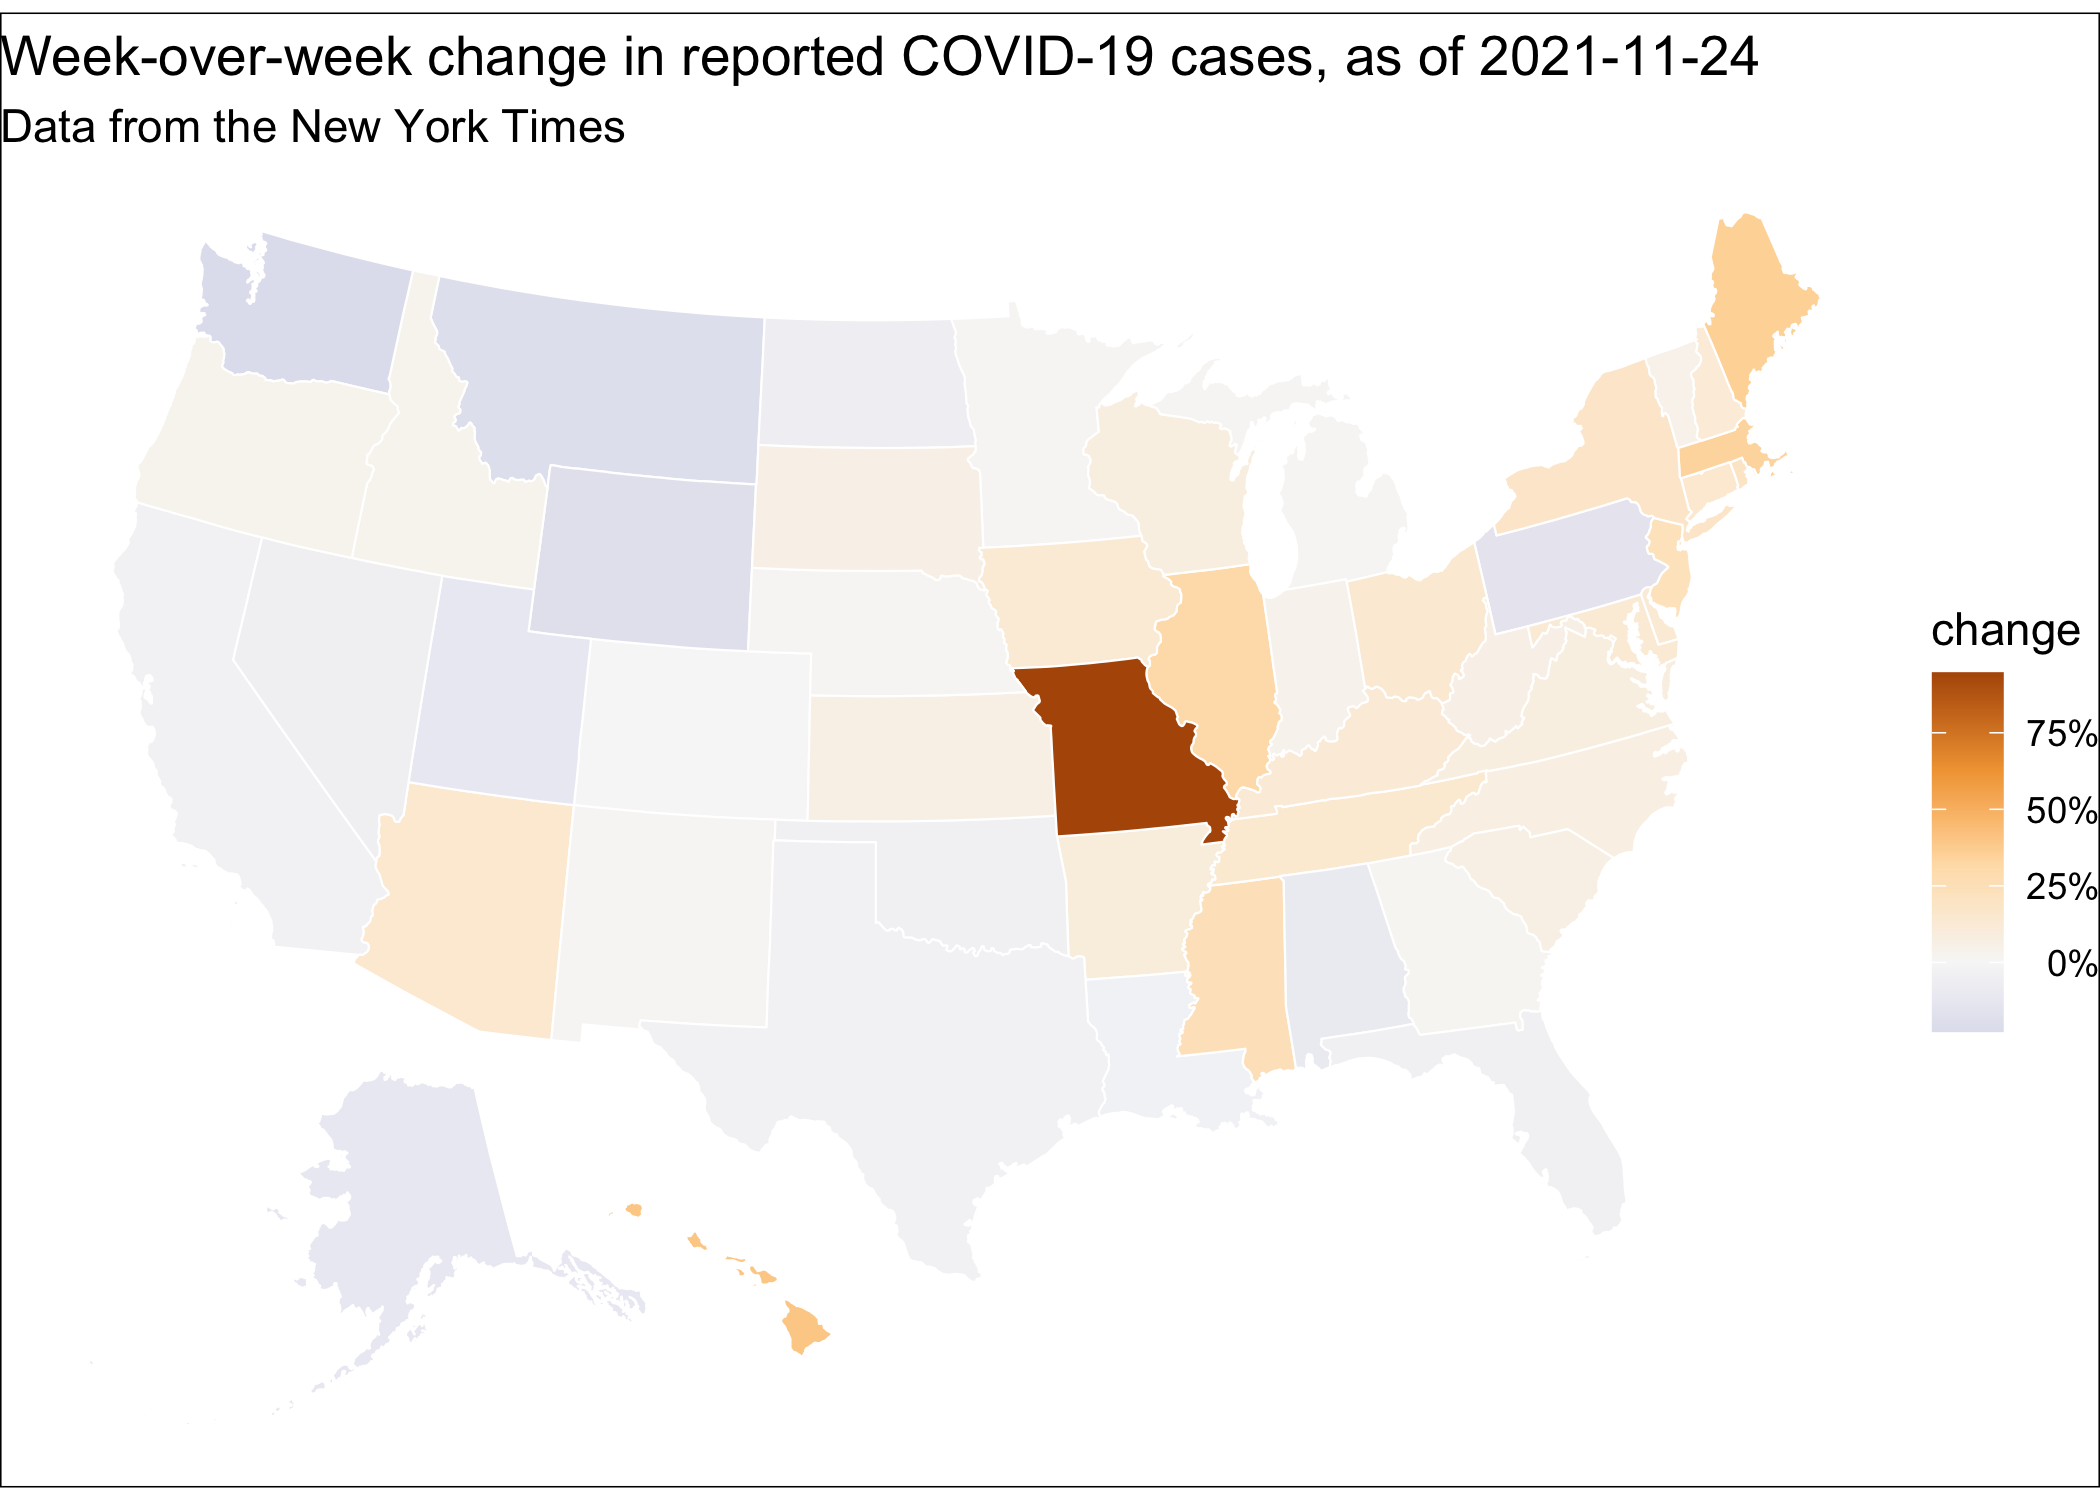 Week-over-week change in reported COVID-19 cases, as of 2021-11-24
Data from the New York Times
change
75%
50%
25%
0%